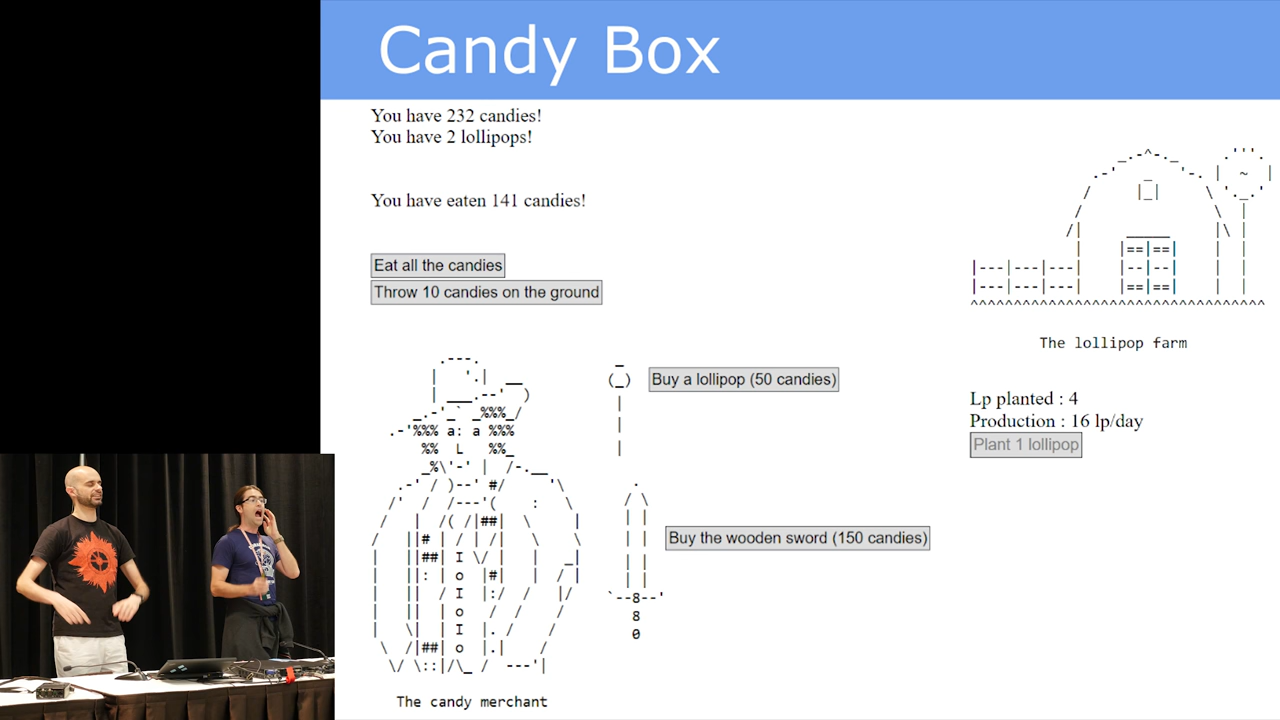 Candy Box
You have 232 candies!
You have 2 lollipops!
You have eaten 141 candies!
Eat all the candies
Throw 10 candies on the ground
The lollipop farm
Lp planted : 4
Production : 16 lp/day
Plant 1 lollipop
Buy a lollipop (50 candies)
Buy the wooden sword (150 candies)
The candy merchant